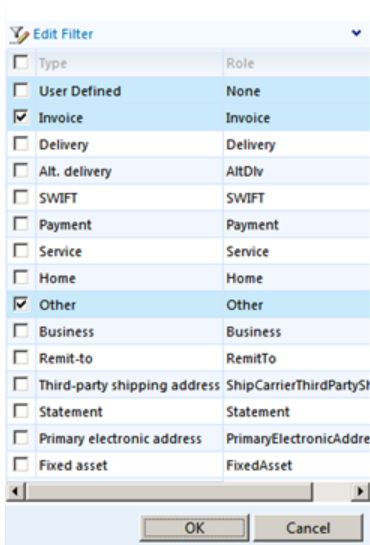 Edit Filter
Type Role
User Defined None
Invoice Invoice
Delivery Delivery
Alt. delivery AltDlv
SWIFT SWIFT
Payment Payment
Service Service
Home Home
Other Other
Business Business
Remit-to RemitTo
Third-party shipping address ShipCarrierThirdPartySh
Statement Statement
Primary electronic address PrimaryElectronicAddre
Fixed asset FixedAsset
OK Cancel